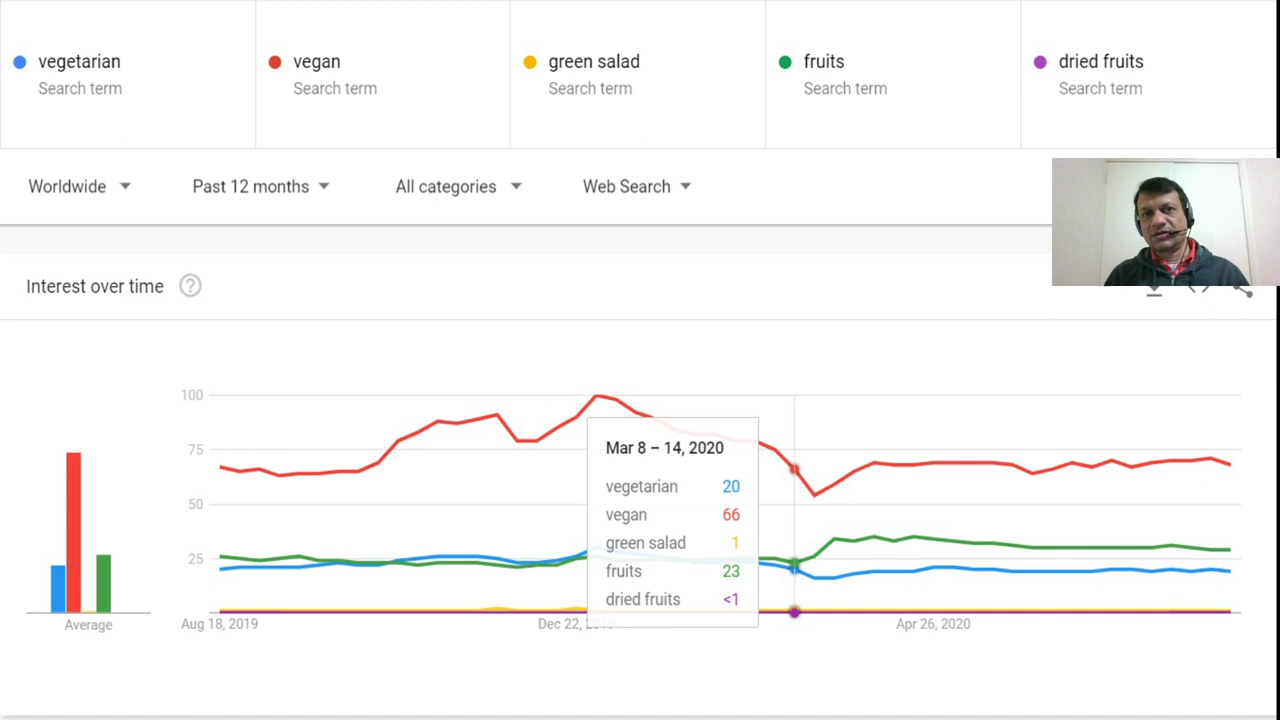 vegetarian
Search term
vegan
Search term
green salad
Search term
fruits
Search term
dried fruits
Search term
Worldwide
Past 12 months
All categories
Web Search
Interest over time
?
100
75
50
25
Mar 8 – 14, 2020
vegetarian 20
vegan 66
green salad 1
fruits 23
dried fruits <1
Average
Aug 18, 2019
Dec 22, 2019
Apr 26, 2020